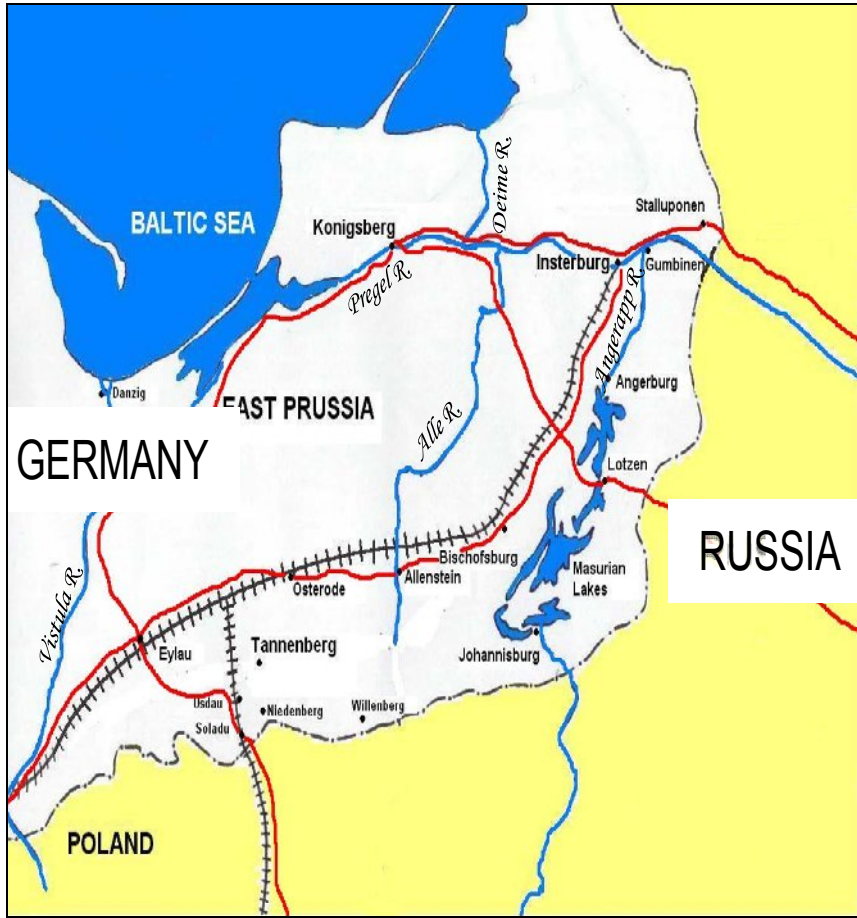 Deime R.
Stalluponen
BALTIC SEA
Konigsberg
Insterburg
Gumbinen
Pregel R.
Angerapp R.
Danzig
Angerburg
EAST PRUSSIA
Alle R.
GERMANY
Lotzen
RUSSIA
Bischofsburg
Masurian
Lakes
Osterode
Allenstein
Vistula R.
Eylau
Tannenberg
Johannisburg
Usdau
Niedenberg
Willenberg
Soladu
POLAND